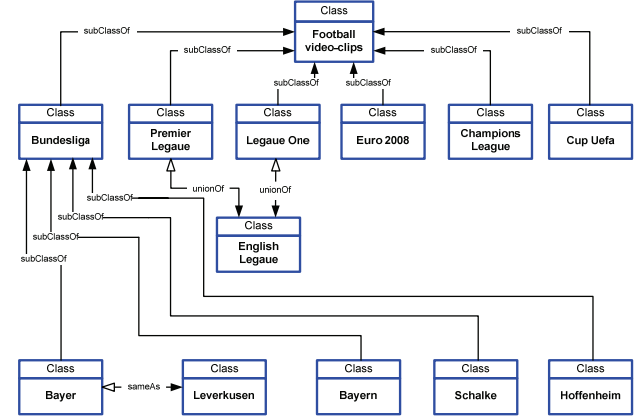 Class
Football
video-clips
subClassOf
subClassOf
subClassOf
subClassOf
subClassOf
subClassOf
Class
Bundesliga
Class
Premier
Legaue
Class
Legaue One
Class
Euro 2008
Class
Champions
League
Class
Cup Uefa
unionOf
unionOf
subClassOf
subClassOf
subClassOf
subClassOf
Class
English
Legaue
Class
Bayer
sameAs
Class
Leverkusen
Class
Bayern
Class
Schalke
Class
Hoffenheim